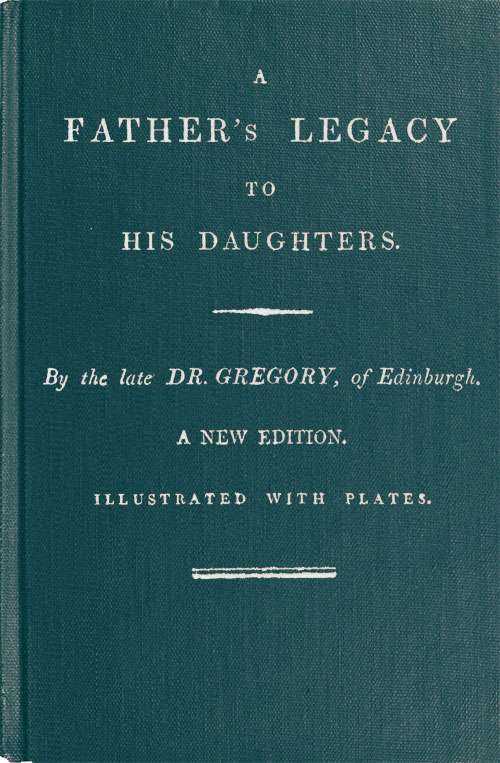 A
FATHER's LEGACY
TO
HIS DAUGHTERS.
By the late DR. GREGORY, of Edinburgh.
A NEW EDITION.
ILLUSTRATED WITH PLATES.